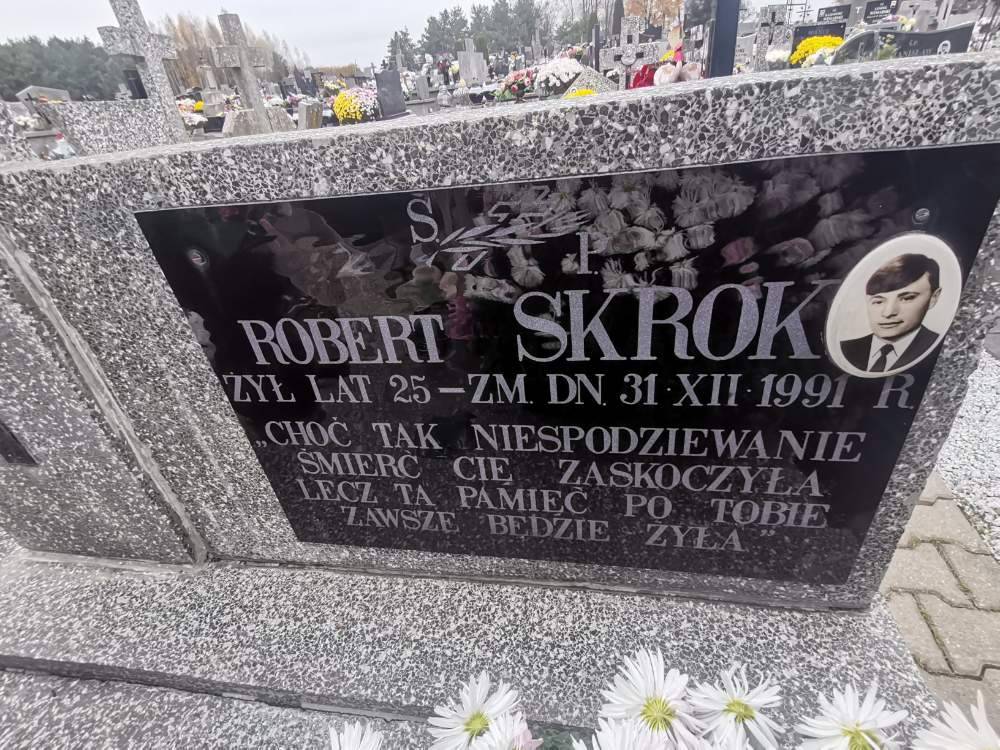 Ś. P.
ROBERT SKROK
ŻYŁ LAT 25 – ZM. DN. 31·XII·1991 R.
„CHOĆ TAK NIESPODZIEWANIE
ŚMIERĆ CIĘ ZASKOCZYŁA
LECZ TA PAMIĘĆ PO TOBIE
ZAWSZE BĘDZIE ŻYŁA"